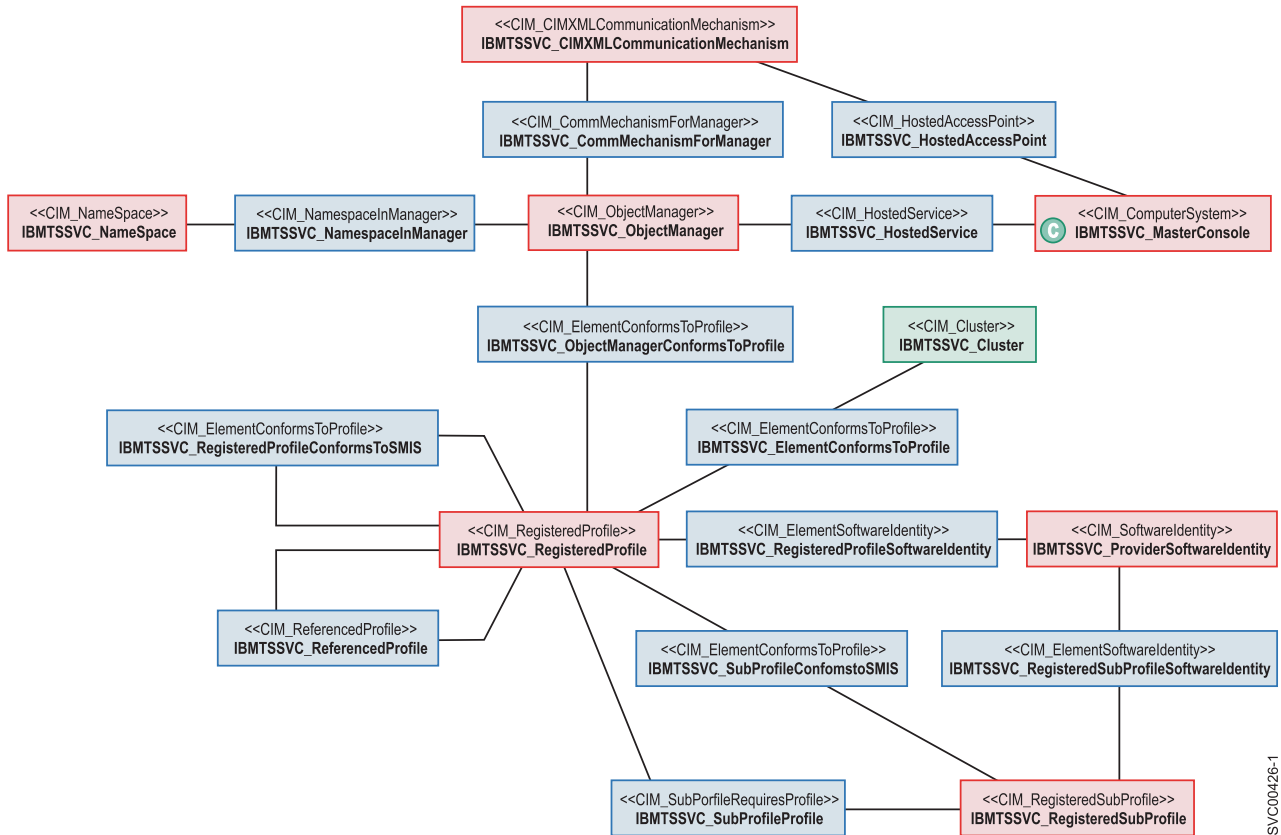 <<CIM_CIMXMLCommunicationMechanism>>
IBMTSSVC_CIMXMLCommunicationMechanism
<<CIM_CommMechanismForManager>>
IBMTSSVC_CommMechanismForManager
<<CIM_HostedAccessPoint>>
IBMTSSVC_HostedAccessPoint
<<CIM_NameSpace>>
IBMTSSVC_NameSpace
<<CIM_NamespaceInManager>>
IBMTSSVC_NamespaceInManager
<<CIM_ObjectManager>>
IBMTSSVC_ObjectManager
<<CIM_HostedService>>
IBMTSSVC_HostedService
<<CIM_ComputerSystem>>
C
IBMTSSVC_MasterConsole
<<CIM_ElementConformsToProfile>>
IBMTSSVC_ObjectManagerConformsToProfile
<<CIM_Cluster>>
IBMTSSVC_Cluster
<<CIM_ElementConformsToProfile>>
IBMTSSVC_RegisteredProfileConformsToSMIS
<<CIM_ElementConformsToProfile>>
IBMTSSVC_ElementConformsToProfile
<<CIM_RegisteredProfile>>
IBMTSSVC_RegisteredProfile
<<CIM_ElementSoftwareIdentity>>
IBMTSSVC_RegisteredProfileSoftwareIdentity
<<CIM_SoftwareIdentity>>
IBMTSSVC_ProviderSoftwareIdentity
<<CIM_ReferencedProfile>>
IBMTSSVC_ReferencedProfile
<<CIM_ElementConformsToProfile>>
IBMTSSVC_SubProfileConfomstoSMIS
<<CIM_ElementSoftwareIdentity>>
IBMTSSVC_RegisteredSubProfileSoftwareIdentity
<<CIM_SubPorfileRequiresProfile>>
IBMTSSVC_SubProfileProfile
<<CIM_RegisteredSubProfile>>
IBMTSSVC_RegisteredSubProfile
SVC00426-1